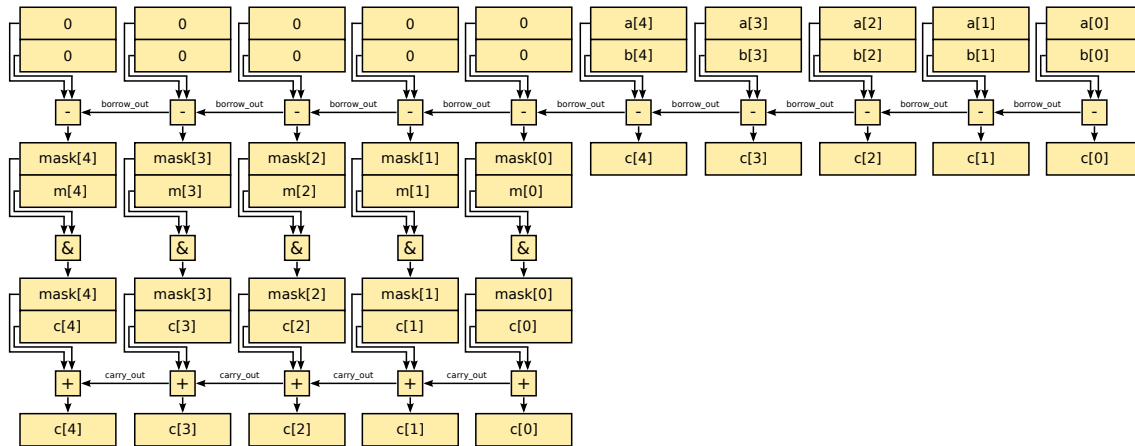 0 0 0 0 0 a[4] a[3] a[2] a[1] a[0]
0 0 0 0 0 b[4] b[3] b[2] b[1] b[0]
borrow_out borrow_out borrow_out borrow_out borrow_out borrow_out borrow_out borrow_out borrow_out
- - - - - - - - - -
mask[4] mask[3] mask[2] mask[1] mask[0] c[4] c[3] c[2] c[1] c[0]
m[4] m[3] m[2] m[1] m[0]
& & & & &
mask[4] mask[3] mask[2] mask[1] mask[0]
c[4] c[3] c[2] c[1] c[0]
carry_out carry_out carry_out carry_out
+ + + + +
c[4] c[3] c[2] c[1] c[0]